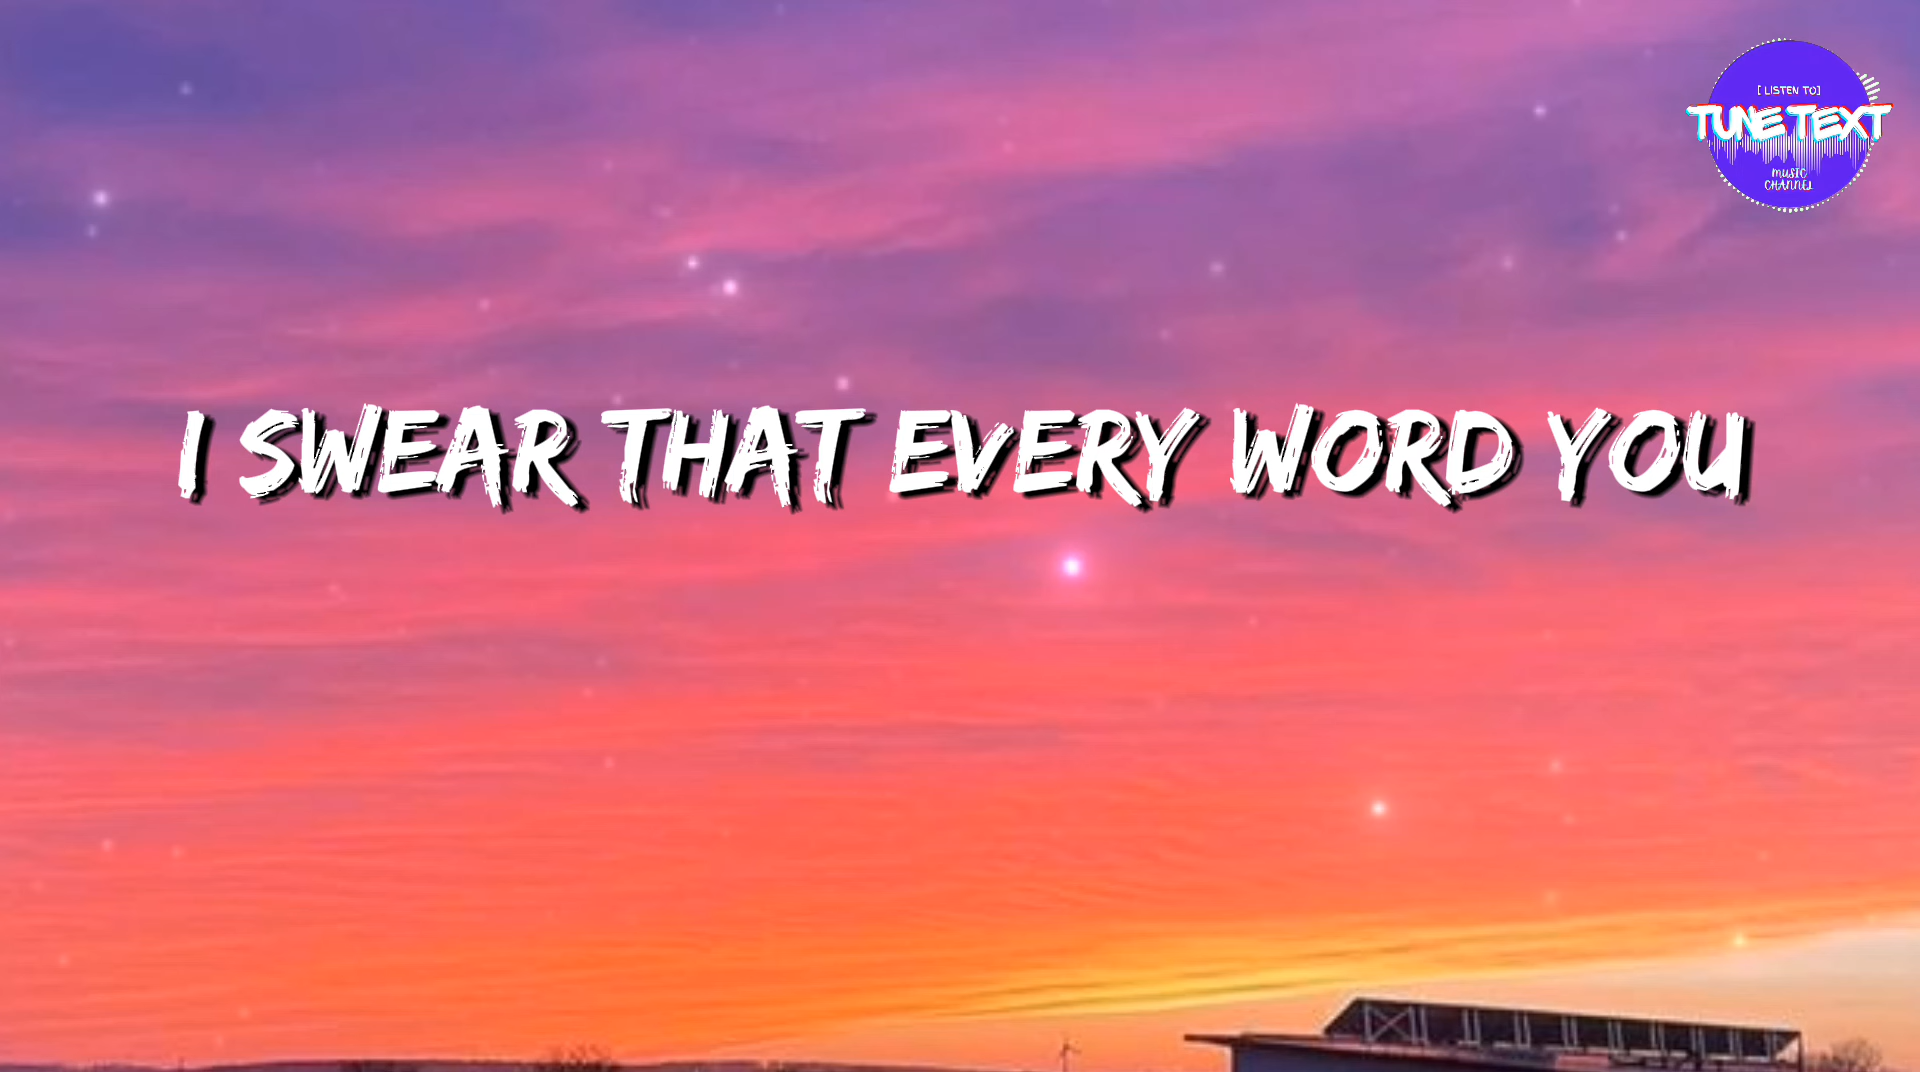 [ LISTEN TO]
TUNE TEXT
MUSIC
CHANNEL
I SWEAR THAT EVERY WORD YOU